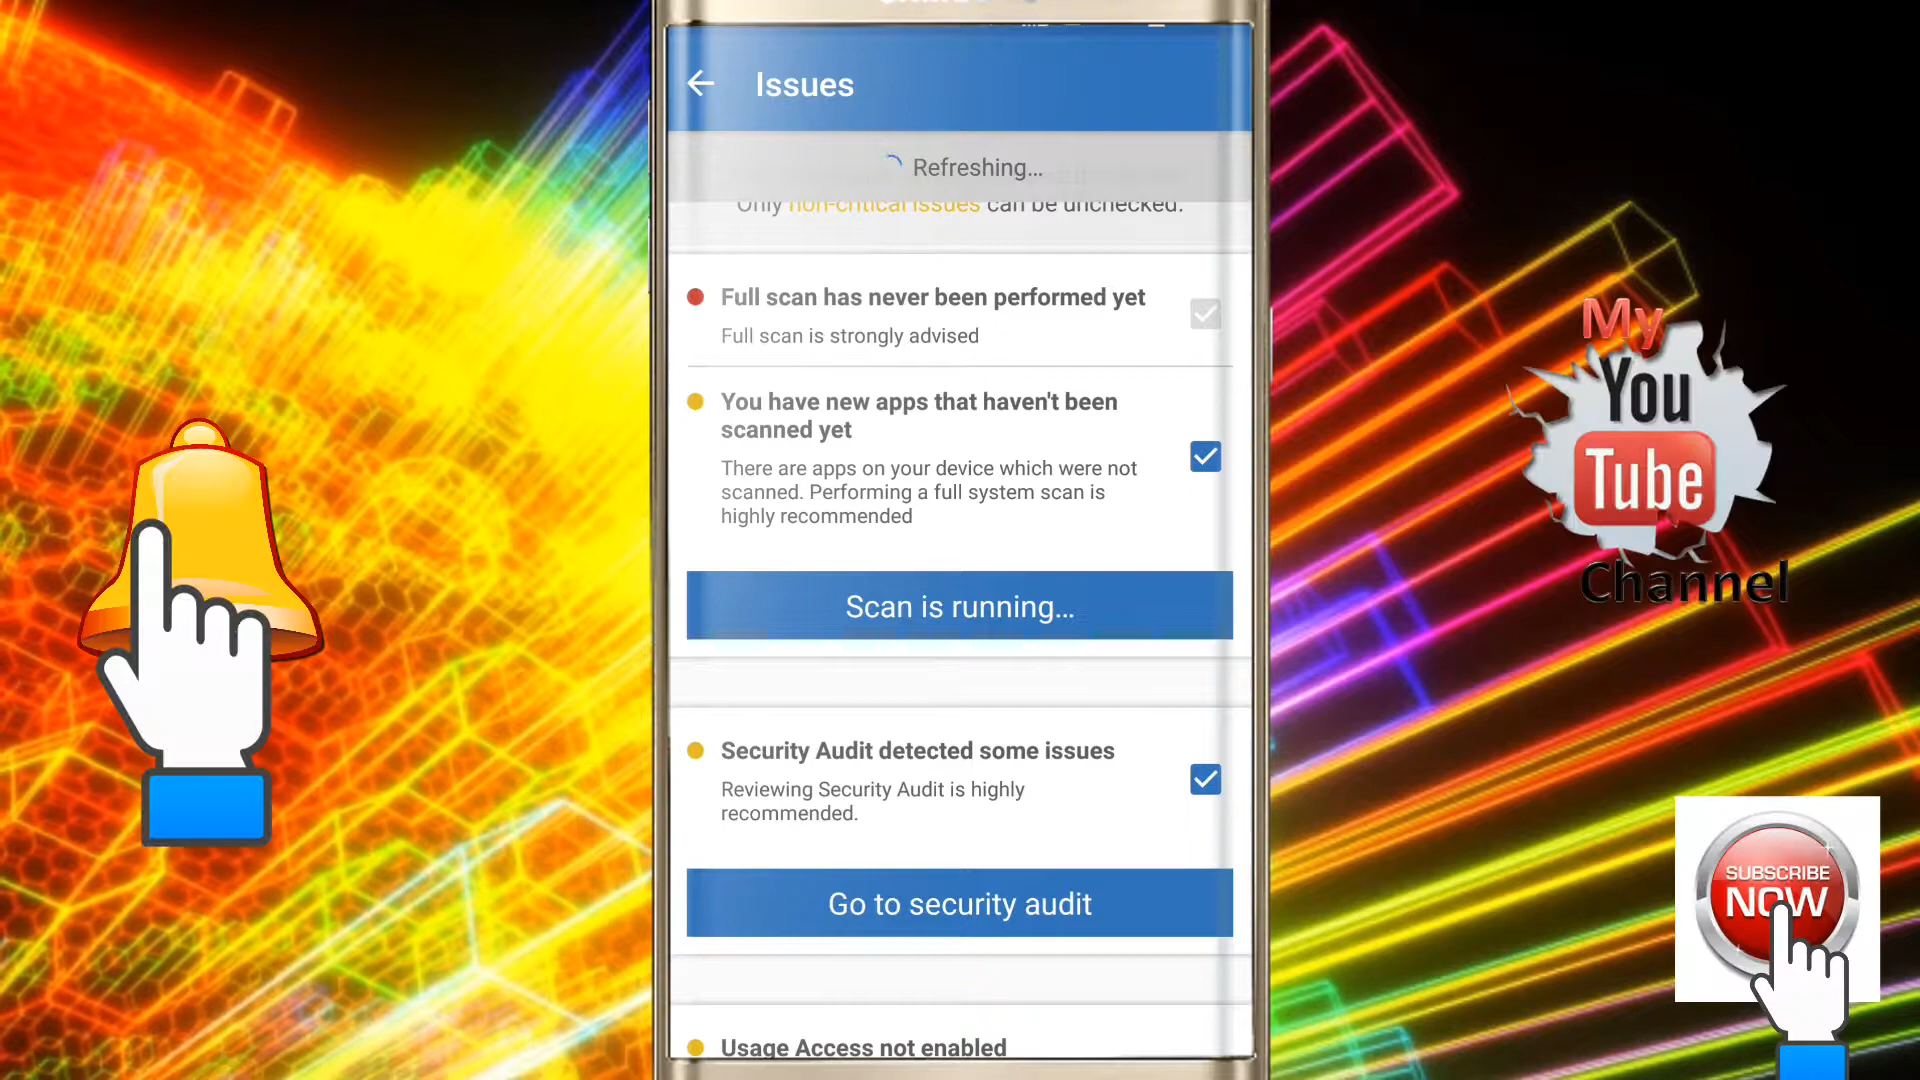 Issues
Refreshing...
Only non-critical issues can be unchecked.
Full scan has never been performed yet
Full scan is strongly advised
You have new apps that haven't been
scanned yet
There are apps on your device which were not
scanned. Performing a full system scan is
highly recommended
Scan is running...
Security Audit detected some issues
Reviewing Security Audit is highly
recommended.
Go to security audit
Usage Access not enabled
My
You
Tube
Channel
SUBSCRIBE
NOW